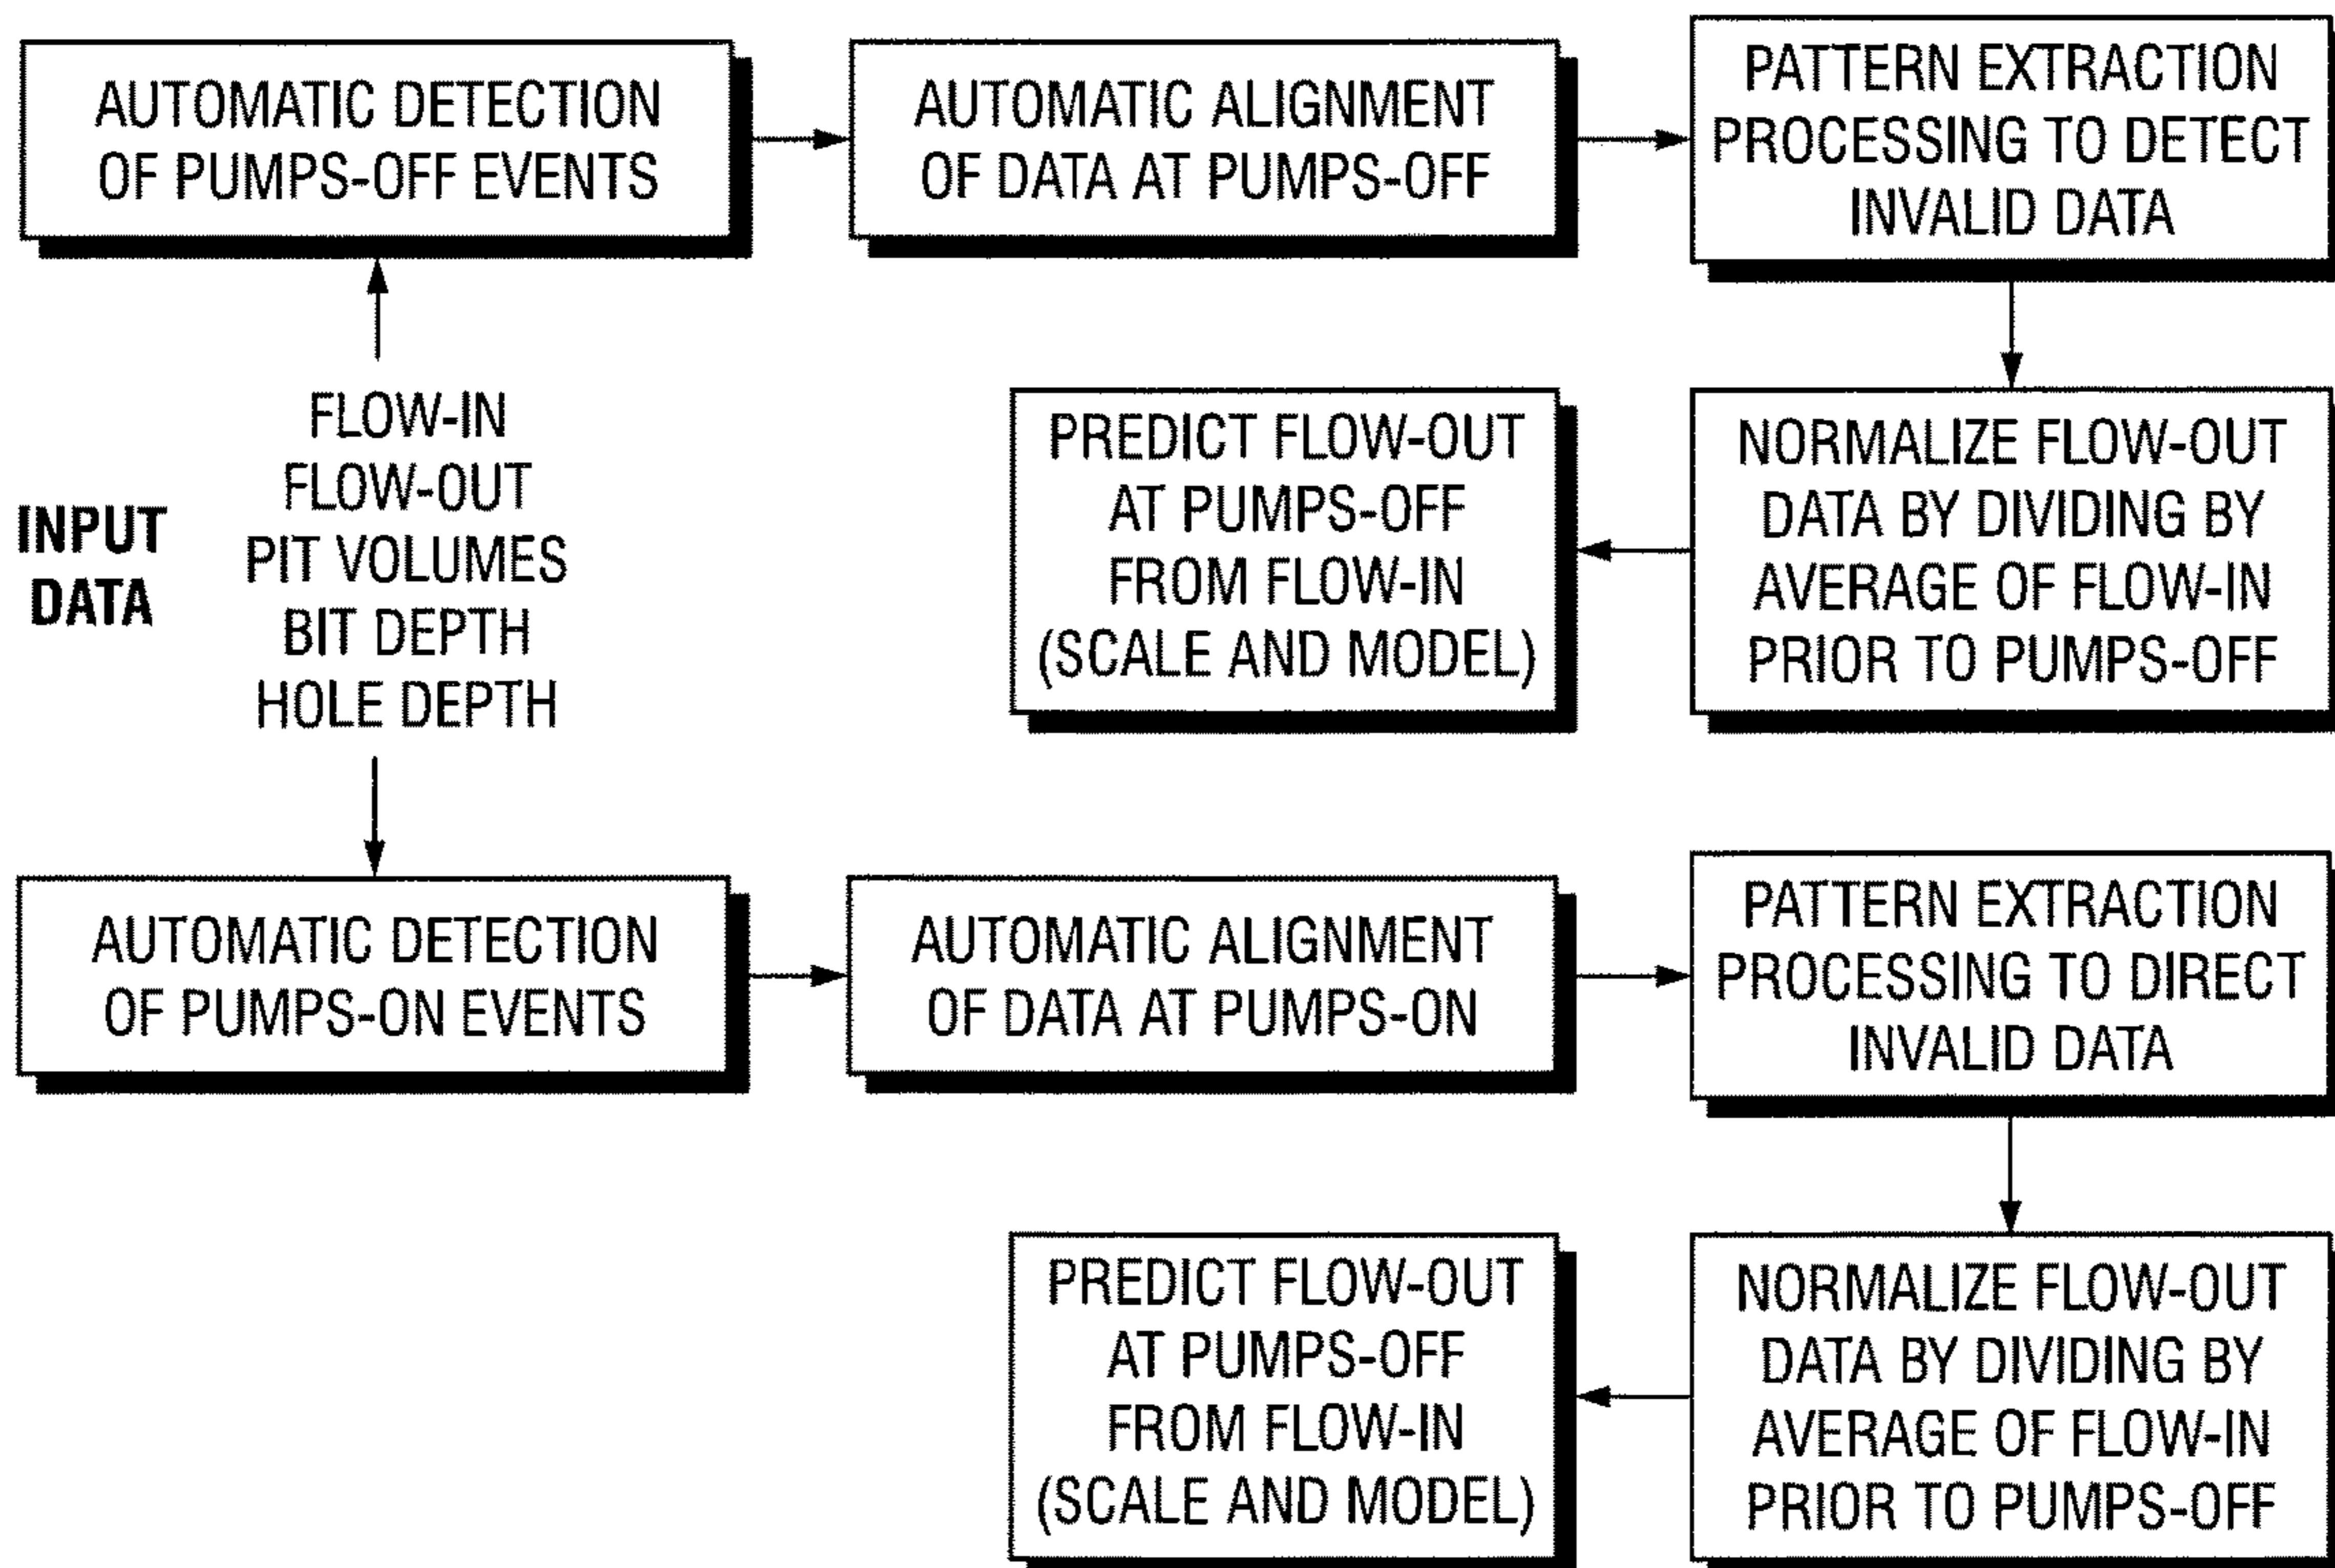 AUTOMATIC DETECTION
OF PUMPS-OFF EVENTS
AUTOMATIC ALIGNMENT
OF DATA AT PUMPS-OFF
PATTERN EXTRACTION
PROCESSING TO DETECT
INVALID DATA
INPUT
DATA
FLOW-IN
FLOW-OUT
PIT VOLUMES
BIT DEPTH
HOLE DEPTH
NORMALIZE FLOW-OUT
DATA BY DIVIDING BY
AVERAGE OF FLOW-IN
PRIOR TO PUMPS-OFF
PREDICT FLOW-OUT
AT PUMPS-OFF
FROM FLOW-IN
(SCALE AND MODEL)
AUTOMATIC DETECTION
OF PUMPS-ON EVENTS
AUTOMATIC ALIGNMENT
OF DATA AT PUMPS-ON
PATTERN EXTRACTION
PROCESSING TO DIRECT
INVALID DATA
NORMALIZE FLOW-OUT
DATA BY DIVIDING BY
AVERAGE OF FLOW-IN
PRIOR TO PUMPS-OFF
PREDICT FLOW-OUT
AT PUMPS-OFF
FROM FLOW-IN
(SCALE AND MODEL)